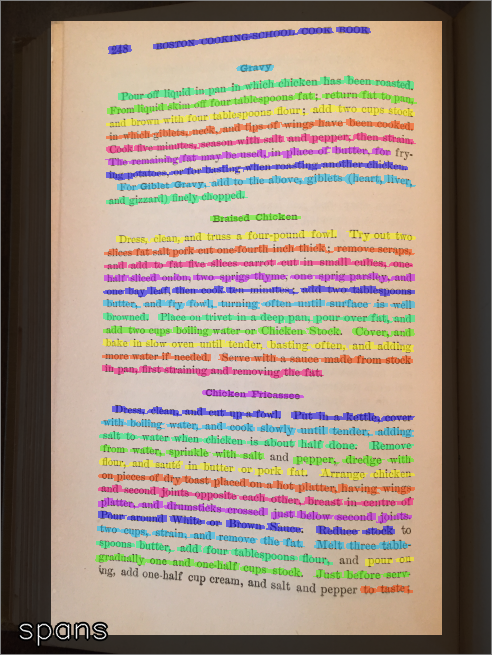 248 BOSTON COOKING-SCHOOL COOK BOOK
Gravy
Pour off liquid in pan in which chicken has been roasted.
From liquid skim off four tablespoons fat; return fat to pan,
and brown with four tablespoons flour; add two cups stock
in which giblets, neck, and tips of wings have been cooked.
Cook five minutes, season with salt and pepper, then strain.
The remaining fat may be used, in place of butter, for fry-
ing potatoes, or for basting when roasting another chicken.
For Giblet Gravy, add to the above, giblets (heart, liver,
and gizzard) finely chopped.
Braised Chicken
Dress, clean, and truss a four-pound fowl. Try out two
slices fat salt pork cut one-fourth inch thick; remove scraps,
and add to fat five slices carrot cut in small cubes, one-
half sliced onion, two sprigs thyme, one sprig parsley, and
one bay leaf, then cook ten minutes; add two tablespoons
butter, and fry fowl, turning often until surface is well
browned. Place on trivet in a deep pan, pour over fat, and
add two cups boiling water or Chicken Stock. Cover, and
bake in slow oven until tender, basting often, and adding
more water if needed. Serve with a sauce made from stock
in pan, first straining and removing the fat.
Chicken Fricassee
Dress, clean, and cut up a fowl. Put in a kettle, cover
with boiling water, and cook slowly until tender, adding
salt to water when chicken is about half done. Remove
from water, sprinkle with salt and pepper, dredge with
flour, and sauté in butter or pork fat. Arrange chicken
on pieces of dry toast placed on a hot platter, having wings
and second joints opposite each other, breast in centre of
platter, and drumsticks crossed just below second joints.
Pour around White or Brown Sauce. Reduce stock to
two cups, strain, and remove the fat. Melt three table-
spoons butter, add four tablespoons flour, and pour on
gradually one and one-half cups stock. Just before serv-
ing, add one-half cup cream, and salt and pepper to taste;
spans